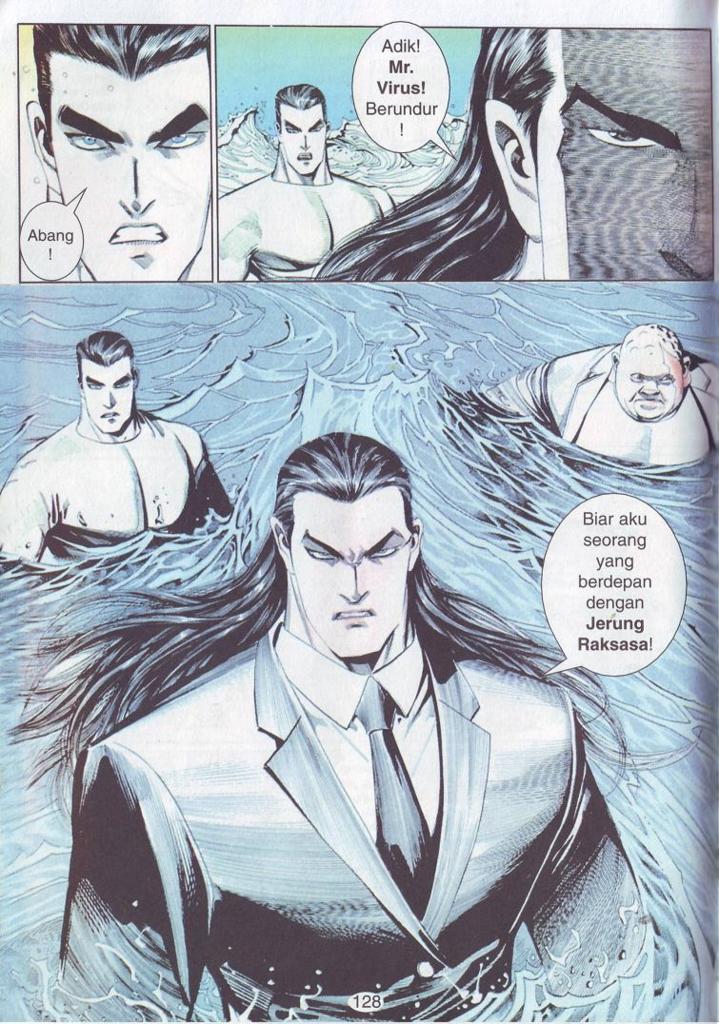 Abang
!
Adik!
Mr.
Virus!
Berundur
!
Biar aku
seorang
yang
berdepan
dengan
Jerung
Raksasa!
128